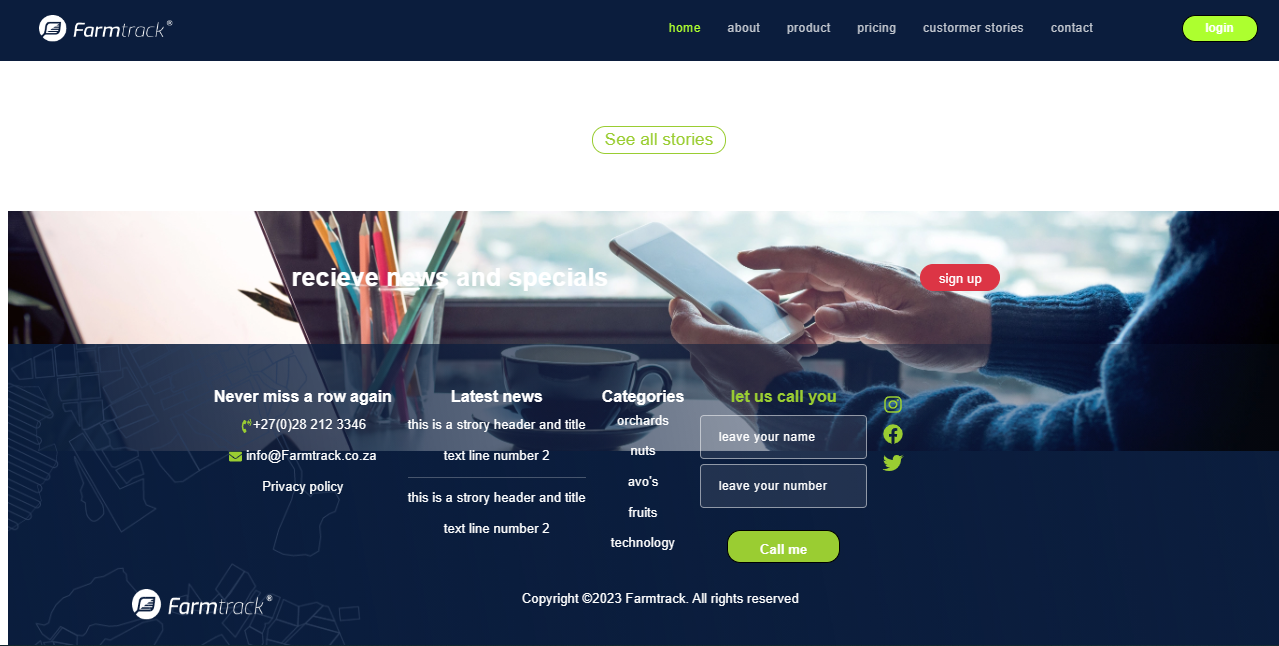 Farmtrack®
home about product pricing custormer stories contact login
See all stories
recieve news and specials
sign up
Never miss a row again
+27(0)28 212 3346
info@Farmtrack.co.za
Privacy policy
Latest news
this is a strory header and title
text line number 2
this is a strory header and title
text line number 2
Categories
orchards
nuts
avo's
fruits
technology
let us call you
leave your name
leave your number
Call me
Farmtrack®
Copyright ©2023 Farmtrack. All rights reserved